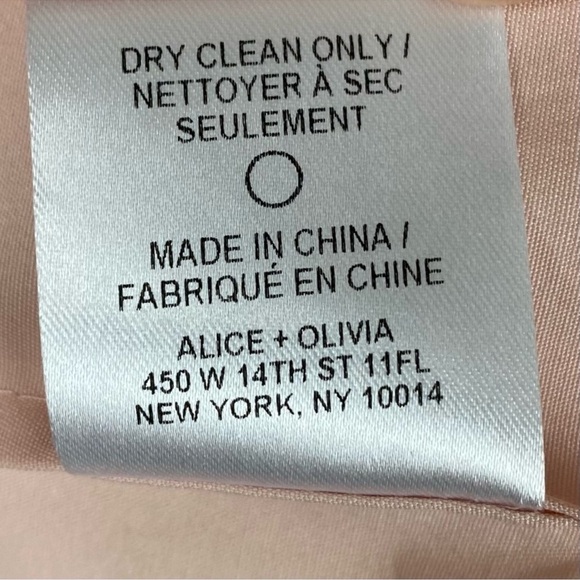 DRY CLEAN ONLY /
NETTOYER À SEC
SEULEMENT
MADE IN CHINA /
FABRIQUÉ EN CHINE
ALICE + OLIVIA
450 W 14TH ST 11FL
NEW YORK, NY 10014